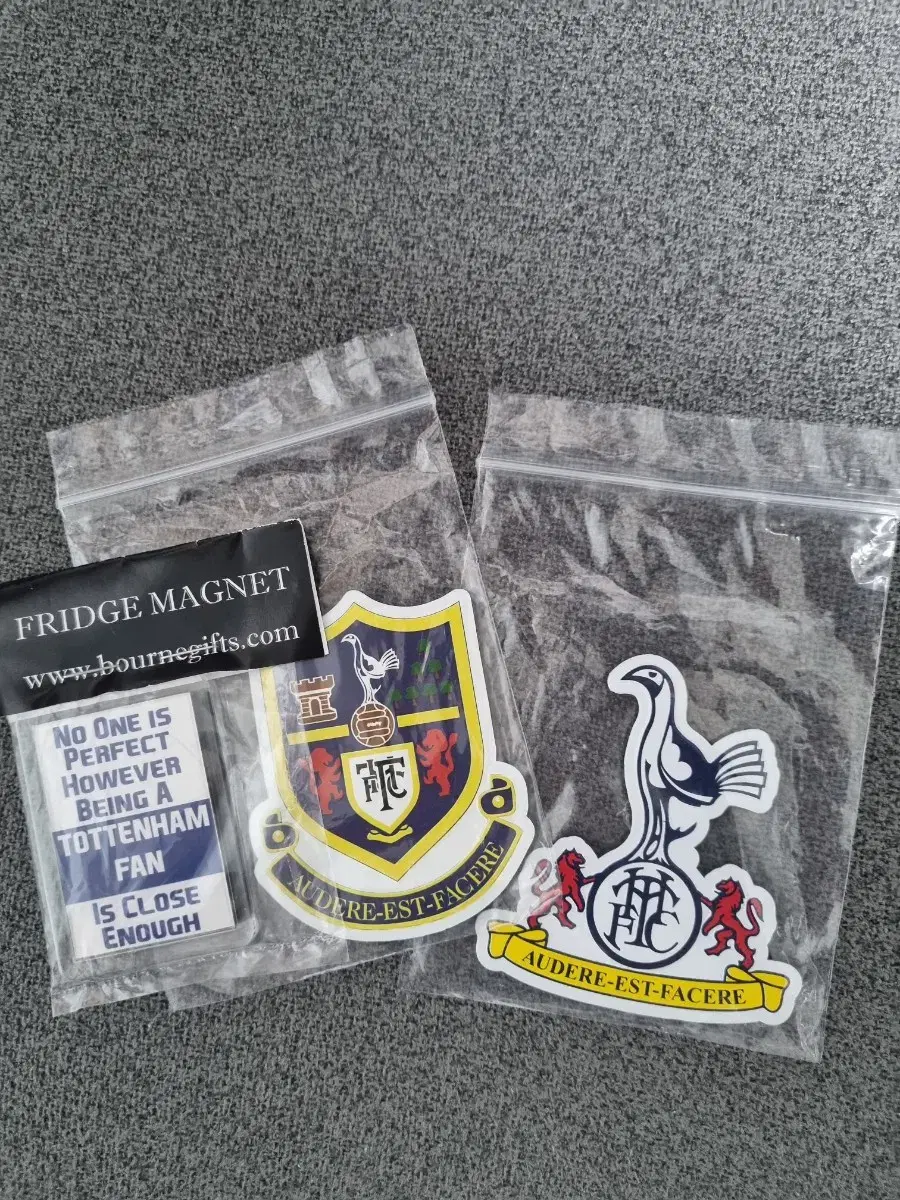 FRIDGE MAGNET
www.bournegifts.com
NO ONE IS
PERFECT
HOWEVER
BEING A
TOTTENHAM
FAN
IS CLOSE
ENOUGH
THFC
AUDERE-EST-FACERE
THFC
AUDERE-EST-FACERE